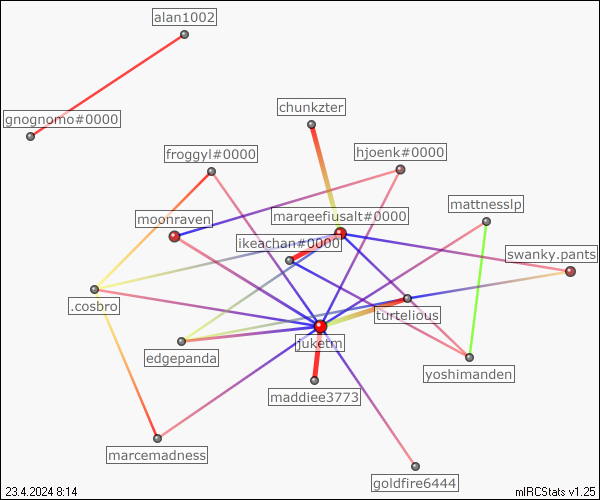 alan1002
gnognomo#0000
chunkzter
froggyl#0000
hjoenk#0000
mattnesslp
moonraven
marqeefiusalt#0000
ikeachan#0000
swanky.pants
.cosbro
turtelious
juketm
edgepanda
yoshimanden
maddiee3773
marcemadness
goldfire6444
23.4.2024 8:14
mIRCStats v1.25